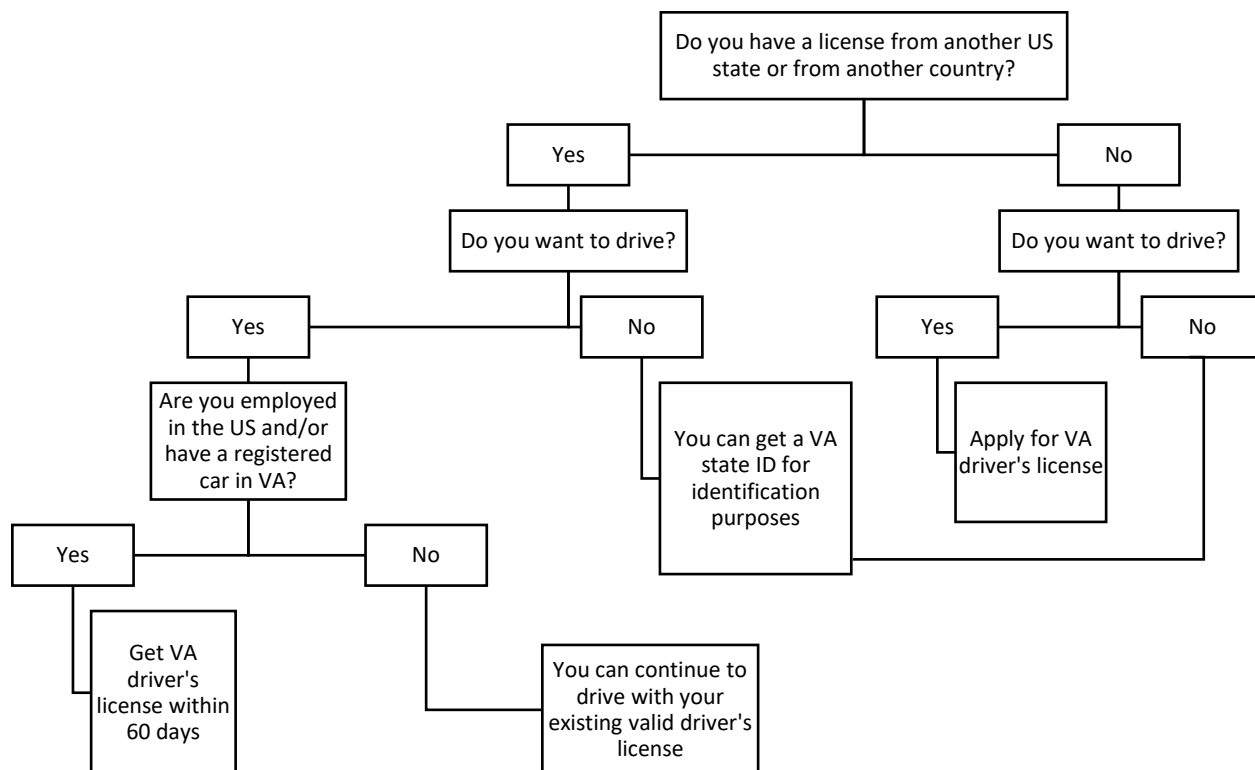 Do you have a license from another US
state or from another country?
Yes
No
Do you want to drive?
Do you want to drive?
Yes
No
Yes
No
Are you employed
in the US and/or
have a registered
car in VA?
You can get a VA
state ID for
identification
purposes
Apply for VA
driver's license
Yes
No
Get VA
driver's
license within
60 days
You can continue to
drive with your
existing valid driver's
license